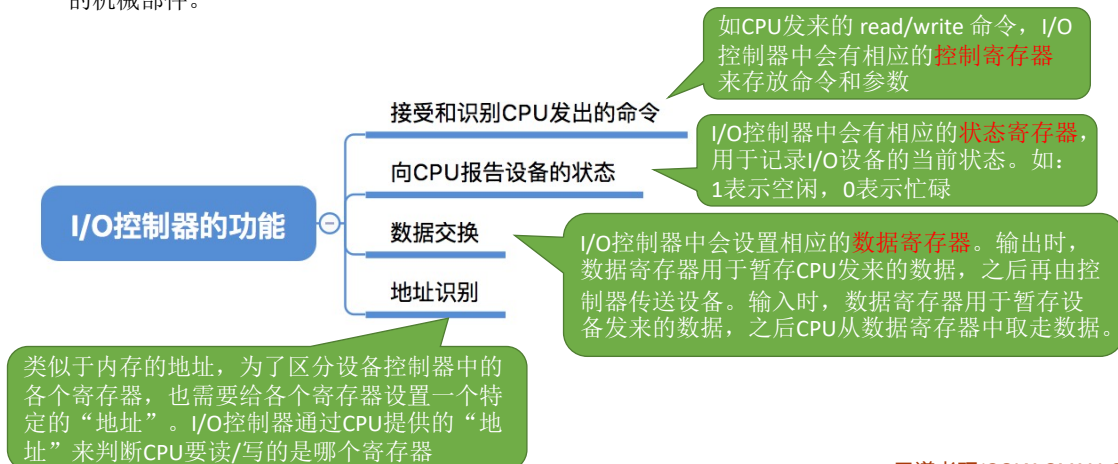 的机械部件。
如CPU发来的 read/write 命令，I/O
控制器中会有相应的控制寄存器
来存放命令和参数
接受和识别CPU发出的命令
I/O控制器中会有相应的状态寄存器，
用于记录I/O设备的当前状态。如：
1表示空闲，0表示忙碌
向CPU报告设备的状态
I/O控制器的功能
数据交换
I/O控制器中会设置相应的数据寄存器。输出时，
数据寄存器用于暂存CPU发来的数据，之后再由控
制器传送设备。输入时，数据寄存器用于暂存设
备发来的数据，之后CPU从数据寄存器中取走数据。
地址识别
类似于内存的地址，为了区分设备控制器中的
各个寄存器，也需要给各个寄存器设置一个特
定的“地址”。I/O控制器通过CPU提供的“地
址”来判断CPU要读/写的是哪个寄存器